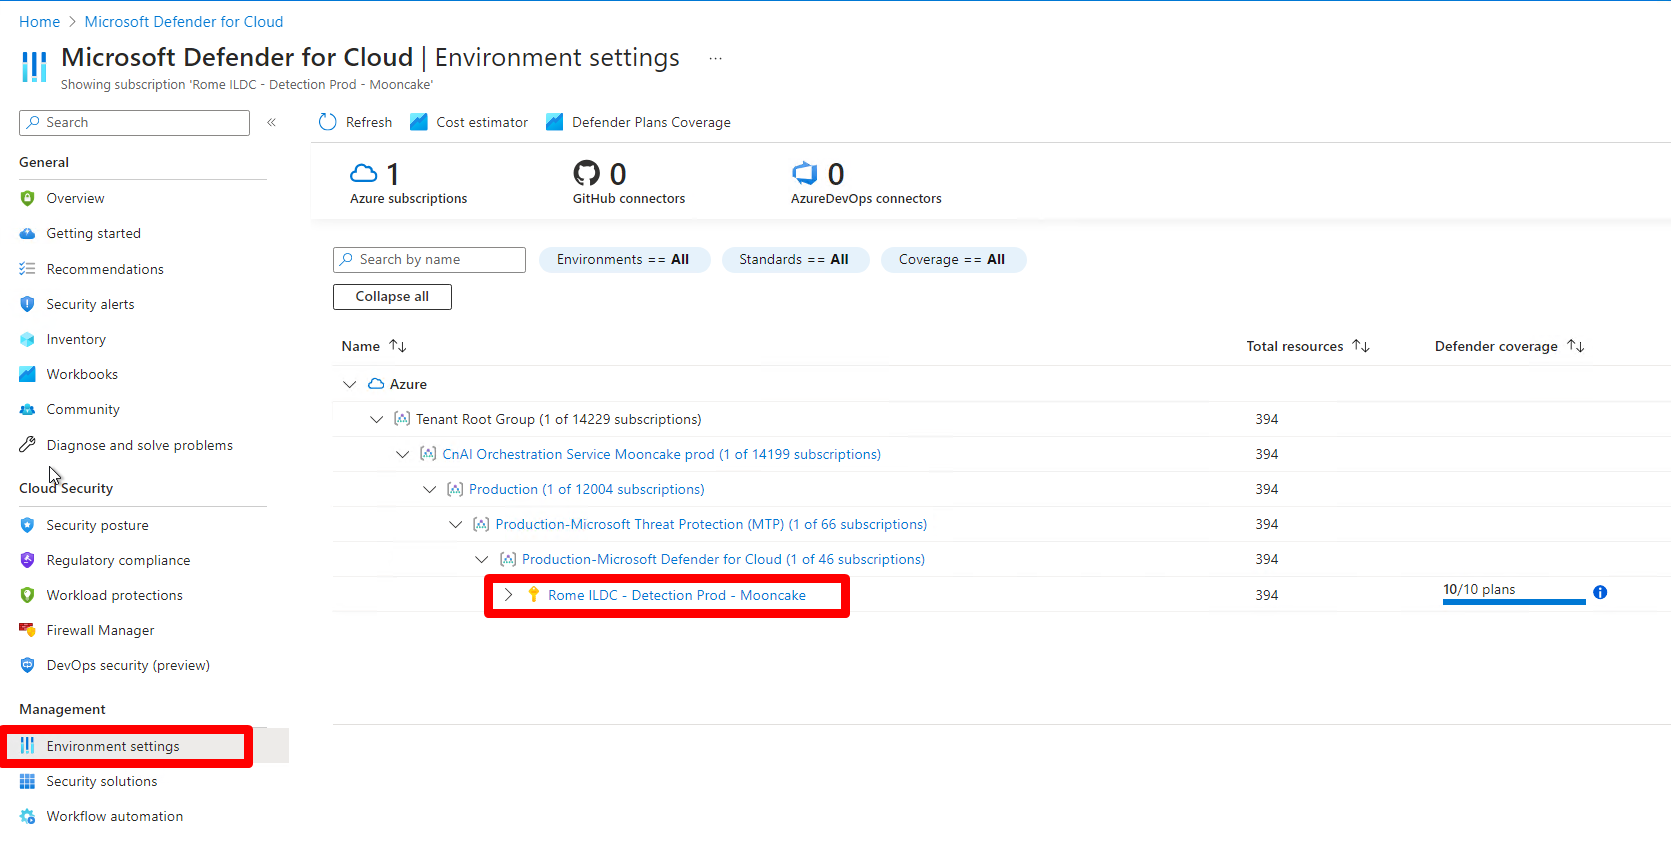 Home > Microsoft Defender for Cloud
Microsoft Defender for Cloud | Environment settings ...
Showing subscription 'Rome ILDC - Detection Prod - Mooncake'
Search «
Refresh Cost estimator Defender Plans Coverage
General
Overview
Getting started
Recommendations
Security alerts
Inventory
Workbooks
Community
Diagnose and solve problems
Cloud Security
Security posture
Regulatory compliance
Workload protections
Firewall Manager
DevOps security (preview)
Management
Environment settings
Security solutions
Workflow automation
1
Azure subscriptions
0
GitHub connectors
0
AzureDevOps connectors
Search by name Environments == All Standards == All Coverage == All
Collapse all
Name ↑↓ Total resources ↑↓ Defender coverage ↑↓
Azure
Tenant Root Group (1 of 14229 subscriptions) 394
CnAI Orchestration Service Mooncake prod (1 of 14199 subscriptions) 394
Production (1 of 12004 subscriptions) 394
Production-Microsoft Threat Protection (MTP) (1 of 66 subscriptions) 394
Production-Microsoft Defender for Cloud (1 of 46 subscriptions) 394
Rome ILDC - Detection Prod - Mooncake 394 10/10 plans